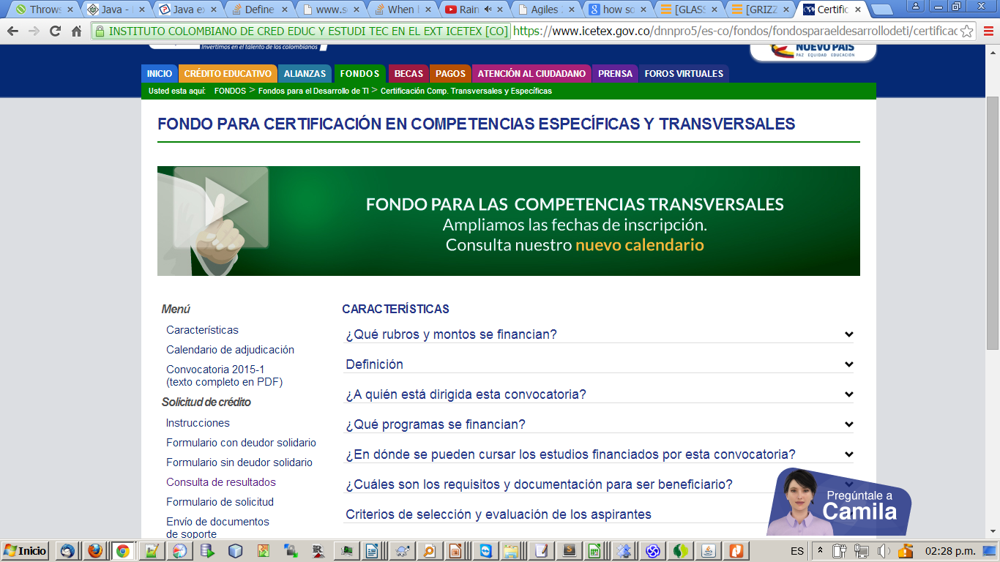 Throws
Java -
Java ex
Define
www.s
When
Rain
Agiles
how so
[GLASS
[GRIZZ
Certific
INSTITUTO COLOMBIANO DE CRED EDUC Y ESTUDI TEC EN EL EXT ICETEX [CO]
https://www.icetex.gov.co/dnnpro5/es-co/fondos/fondosparaeldesarrollodeti/certificac
Invertimos en el talento de los colombianos
NUEVO PAÍS
PAZ EQUIDAD EDUCACIÓN
INICIO
CRÉDITO EDUCATIVO
ALIANZAS
FONDOS
BECAS
PAGOS
ATENCIÓN AL CIUDADANO
PRENSA
FOROS VIRTUALES
Usted esta aquí: FONDOS > Fondos para el Desarrollo de TI > Certificación Comp. Transversales y Específicas
FONDO PARA CERTIFICACIÓN EN COMPETENCIAS ESPECÍFICAS Y TRANSVERSALES
FONDO PARA LAS COMPETENCIAS TRANSVERSALES
Ampliamos las fechas de inscripción.
Consulta nuestro nuevo calendario
Menú
Características
Calendario de adjudicación
Convocatoria 2015-1
(texto completo en PDF)
Solicitud de crédito
Instrucciones
Formulario con deudor solidario
Formulario sin deudor solidario
Consulta de resultados
Formulario de solicitud
Envío de documentos
de soporte
CARACTERÍSTICAS
¿Qué rubros y montos se financian?
Definición
¿A quién está dirigida esta convocatoria?
¿Qué programas se financian?
¿En dónde se pueden cursar los estudios financiados por esta convocatoria?
¿Cuáles son los requisitos y documentación para ser beneficiario?
Criterios de selección y evaluación de los aspirantes
Pregúntale a
Camila
Inicio
ES
02:28 p.m.